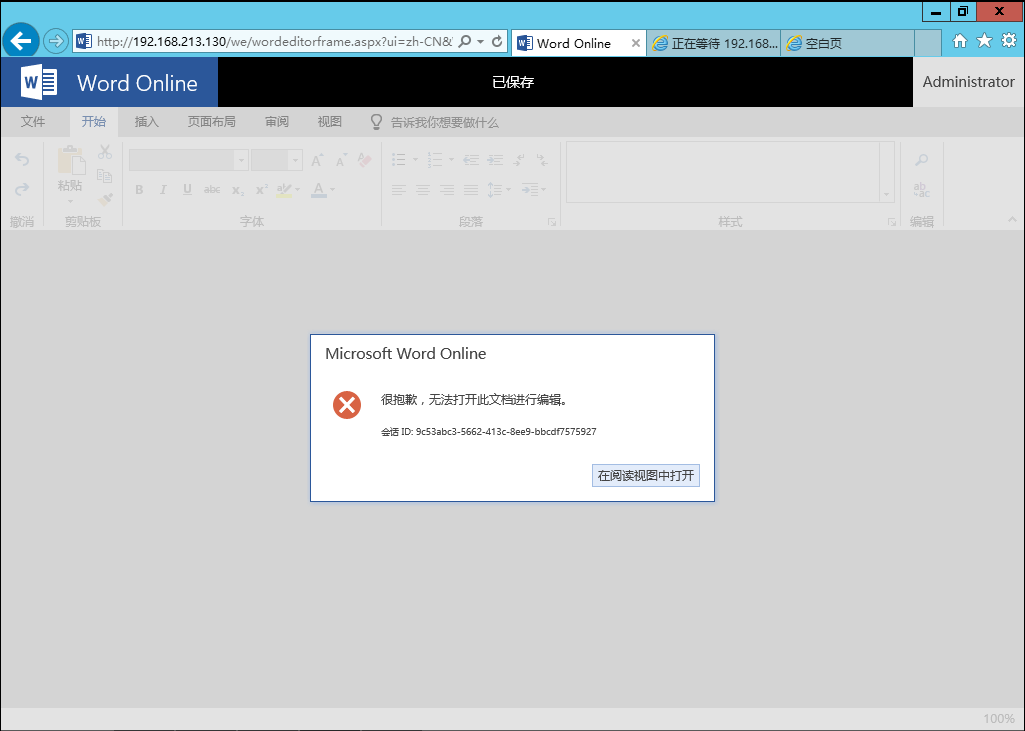 http://192.168.213.130/we/wordeditorframe.aspx?ui=zh-CN&
Word Online
正在等待 192.168...
空白页
Word Online
已保存
Administrator
文件
开始
插入
页面布局
审阅
视图
告诉我你想要做什么
粘贴
B I U abc x₂ x² A
ab
ac
撤消
剪贴板
字体
段落
样式
编辑
Microsoft Word Online
很抱歉，无法打开此文档进行编辑。
会话 ID: 9c53abc3-5662-413c-8ee9-bbcdf7575927
在阅读视图中打开
100%